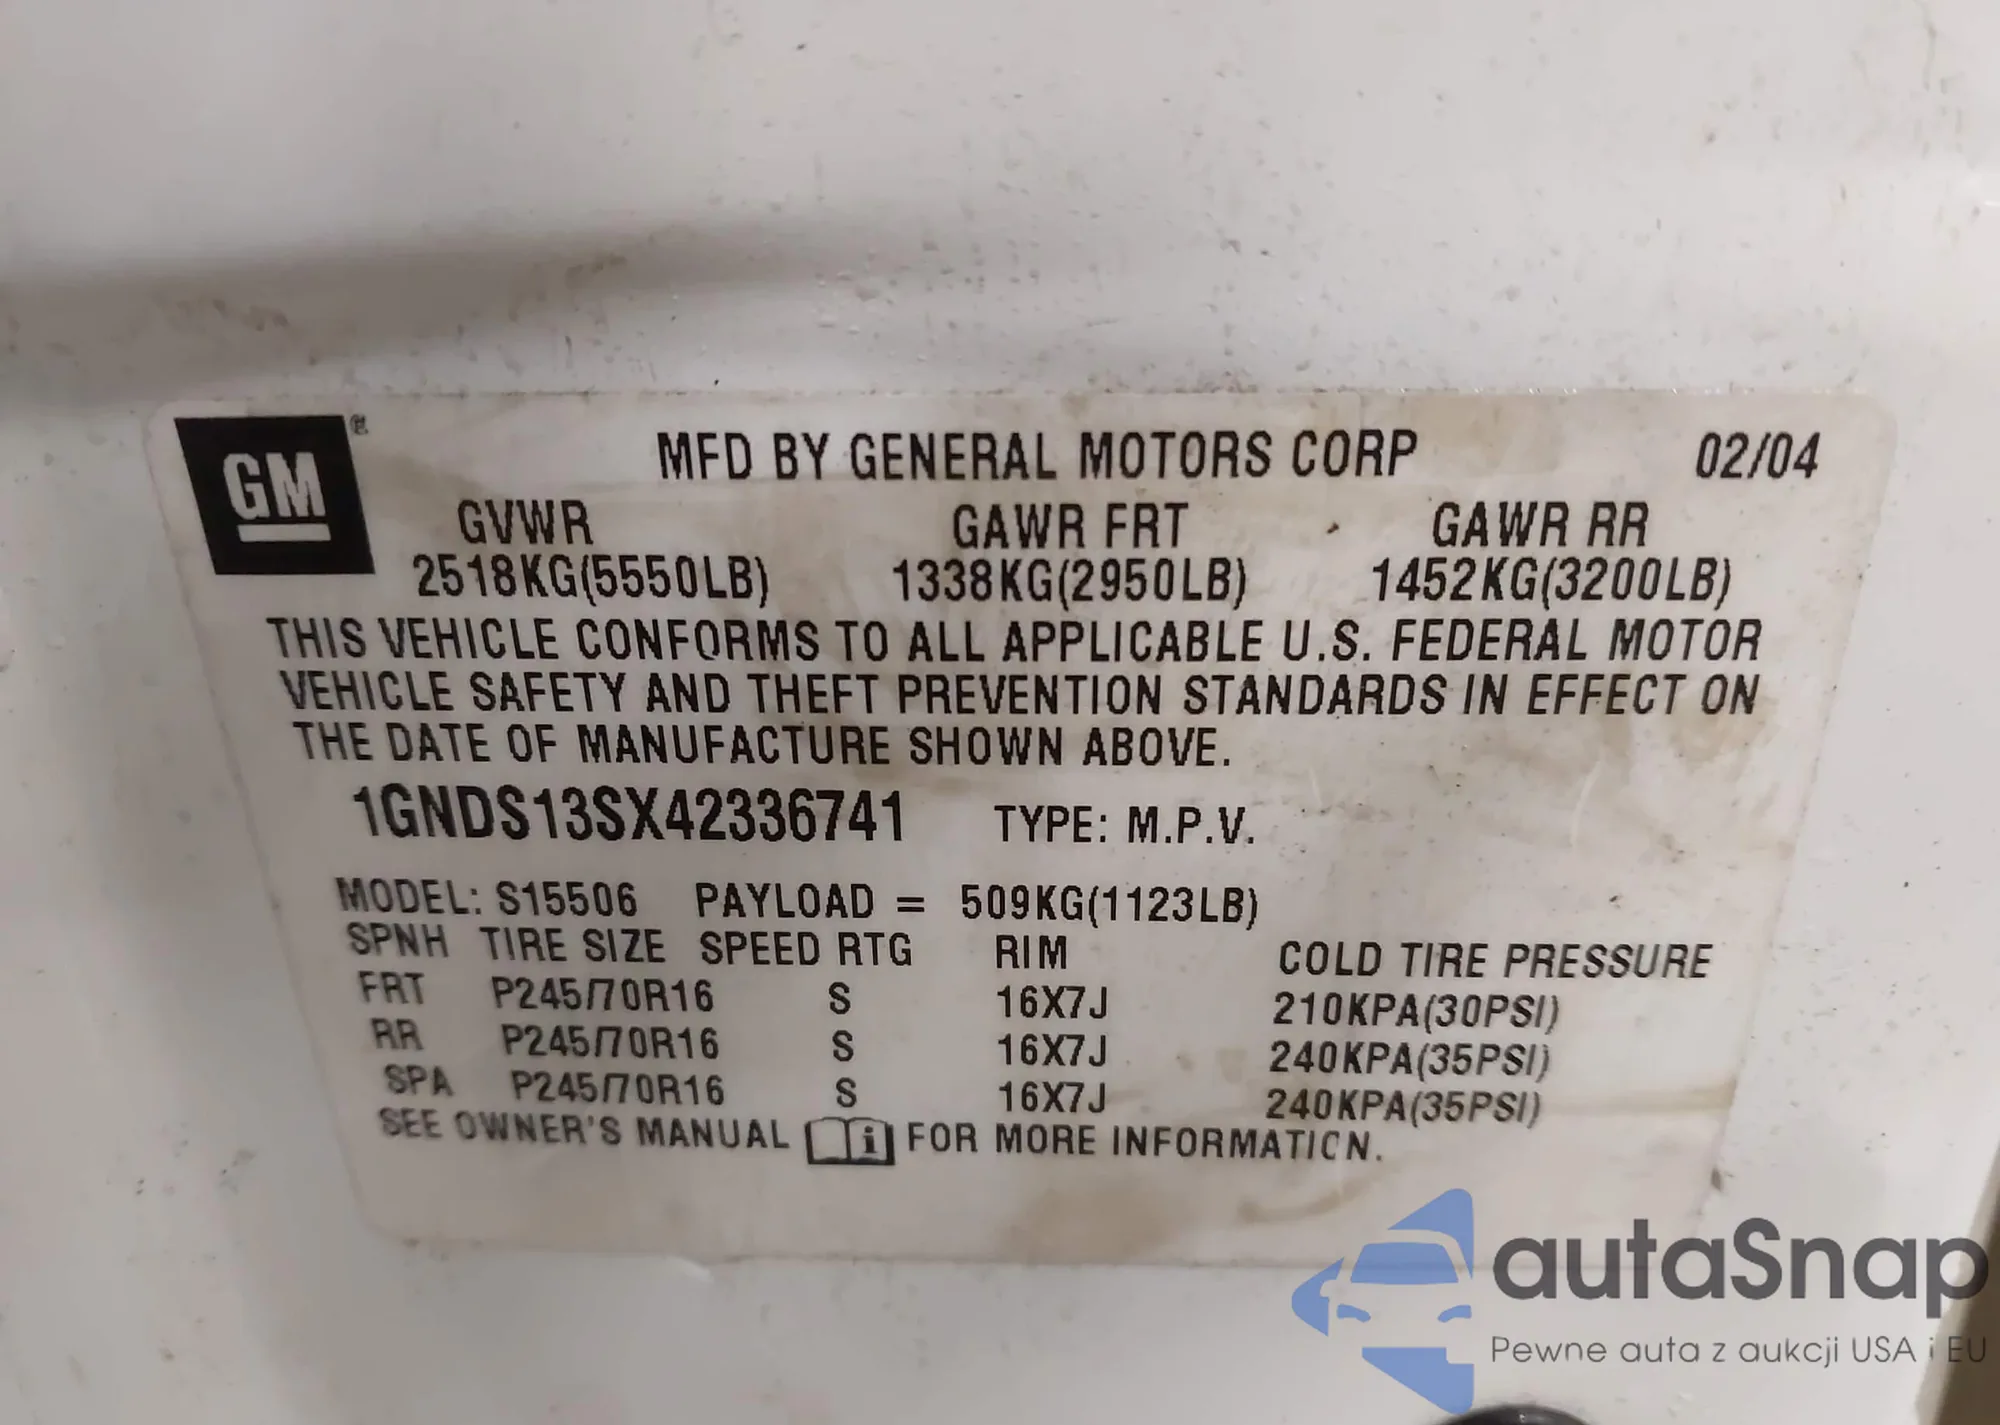 GM®
MFD BY GENERAL MOTORS CORP 02/04
GVWR GAWR FRT GAWR RR
2518KG(5550LB) 1338KG(2950LB) 1452KG(3200LB)
THIS VEHICLE CONFORMS TO ALL APPLICABLE U.S. FEDERAL MOTOR
VEHICLE SAFETY AND THEFT PREVENTION STANDARDS IN EFFECT ON
THE DATE OF MANUFACTURE SHOWN ABOVE.
1GNDS13SX42336741 TYPE: M.P.V.
MODEL: S15506 PAYLOAD = 509KG(1123LB)
SPNH TIRE SIZE SPEED RTG RIM COLD TIRE PRESSURE
FRT P245/70R16 S 16X7J 210KPA(30PSI)
RR P245/70R16 S 16X7J 240KPA(35PSI)
SPA P245/70R16 S 16X7J 240KPA(35PSI)
SEE OWNER'S MANUAL i FOR MORE INFORMATION.
autaSnap
Pewne auta z aukcji USA i EU